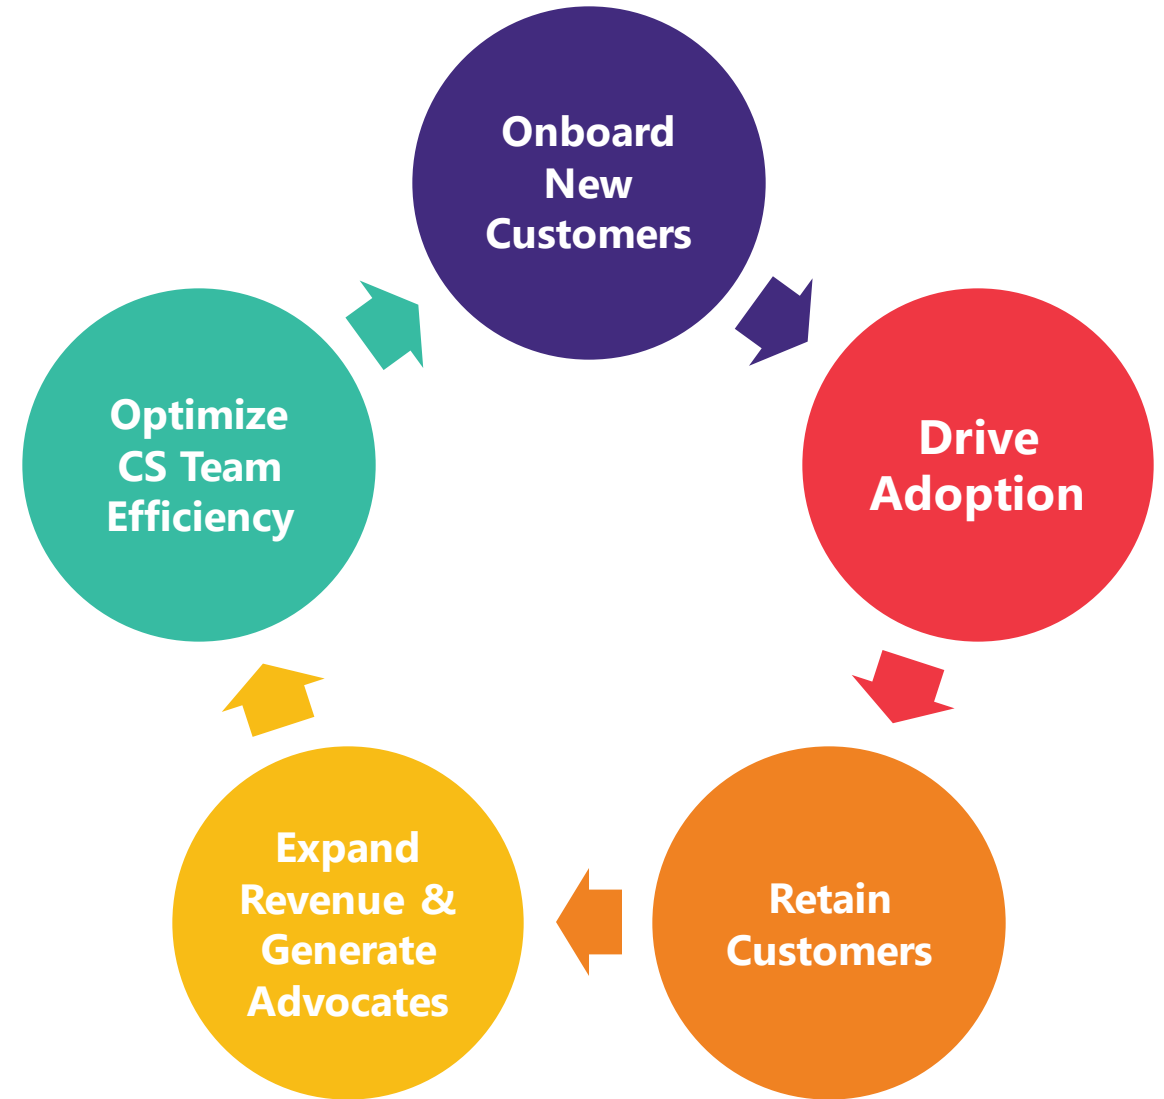 Onboard
New
Customers
Drive
Adoption
Retain
Customers
Expand
Revenue &
Generate
Advocates
Optimize
CS Team
Efficiency